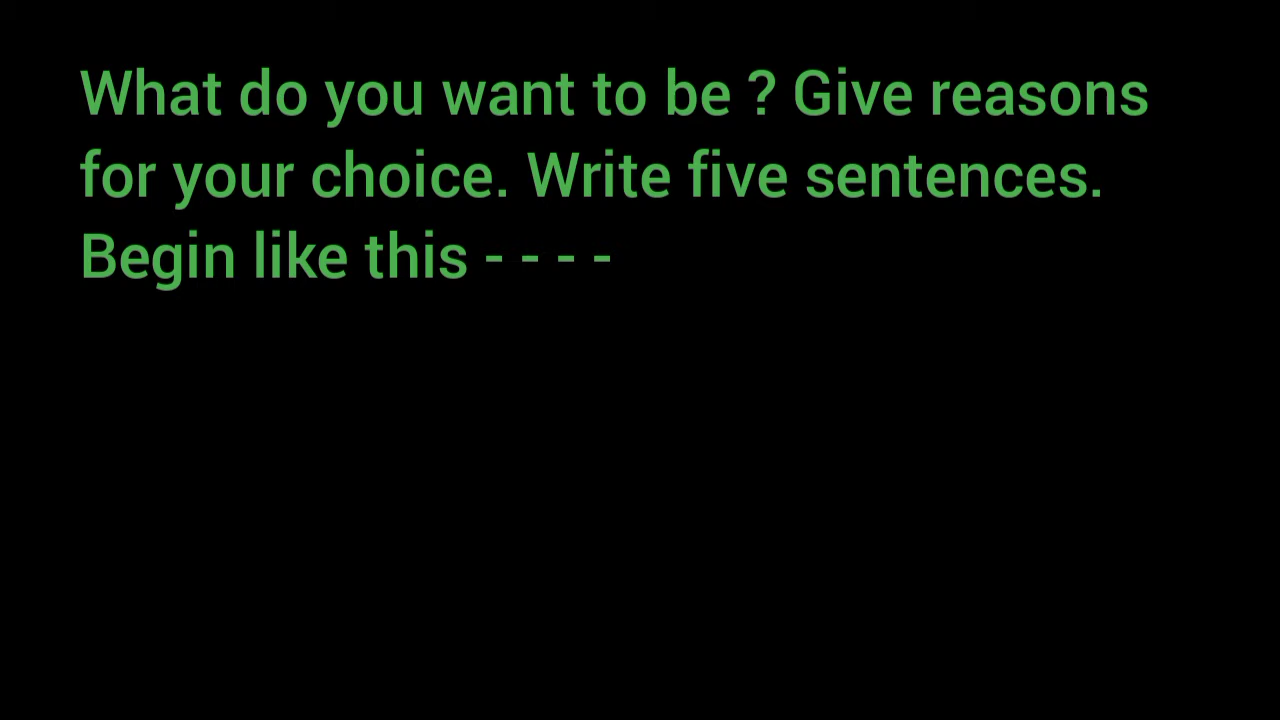 What do you want to be ? Give reasons
for your choice. Write five sentences.
Begin like this - - - -